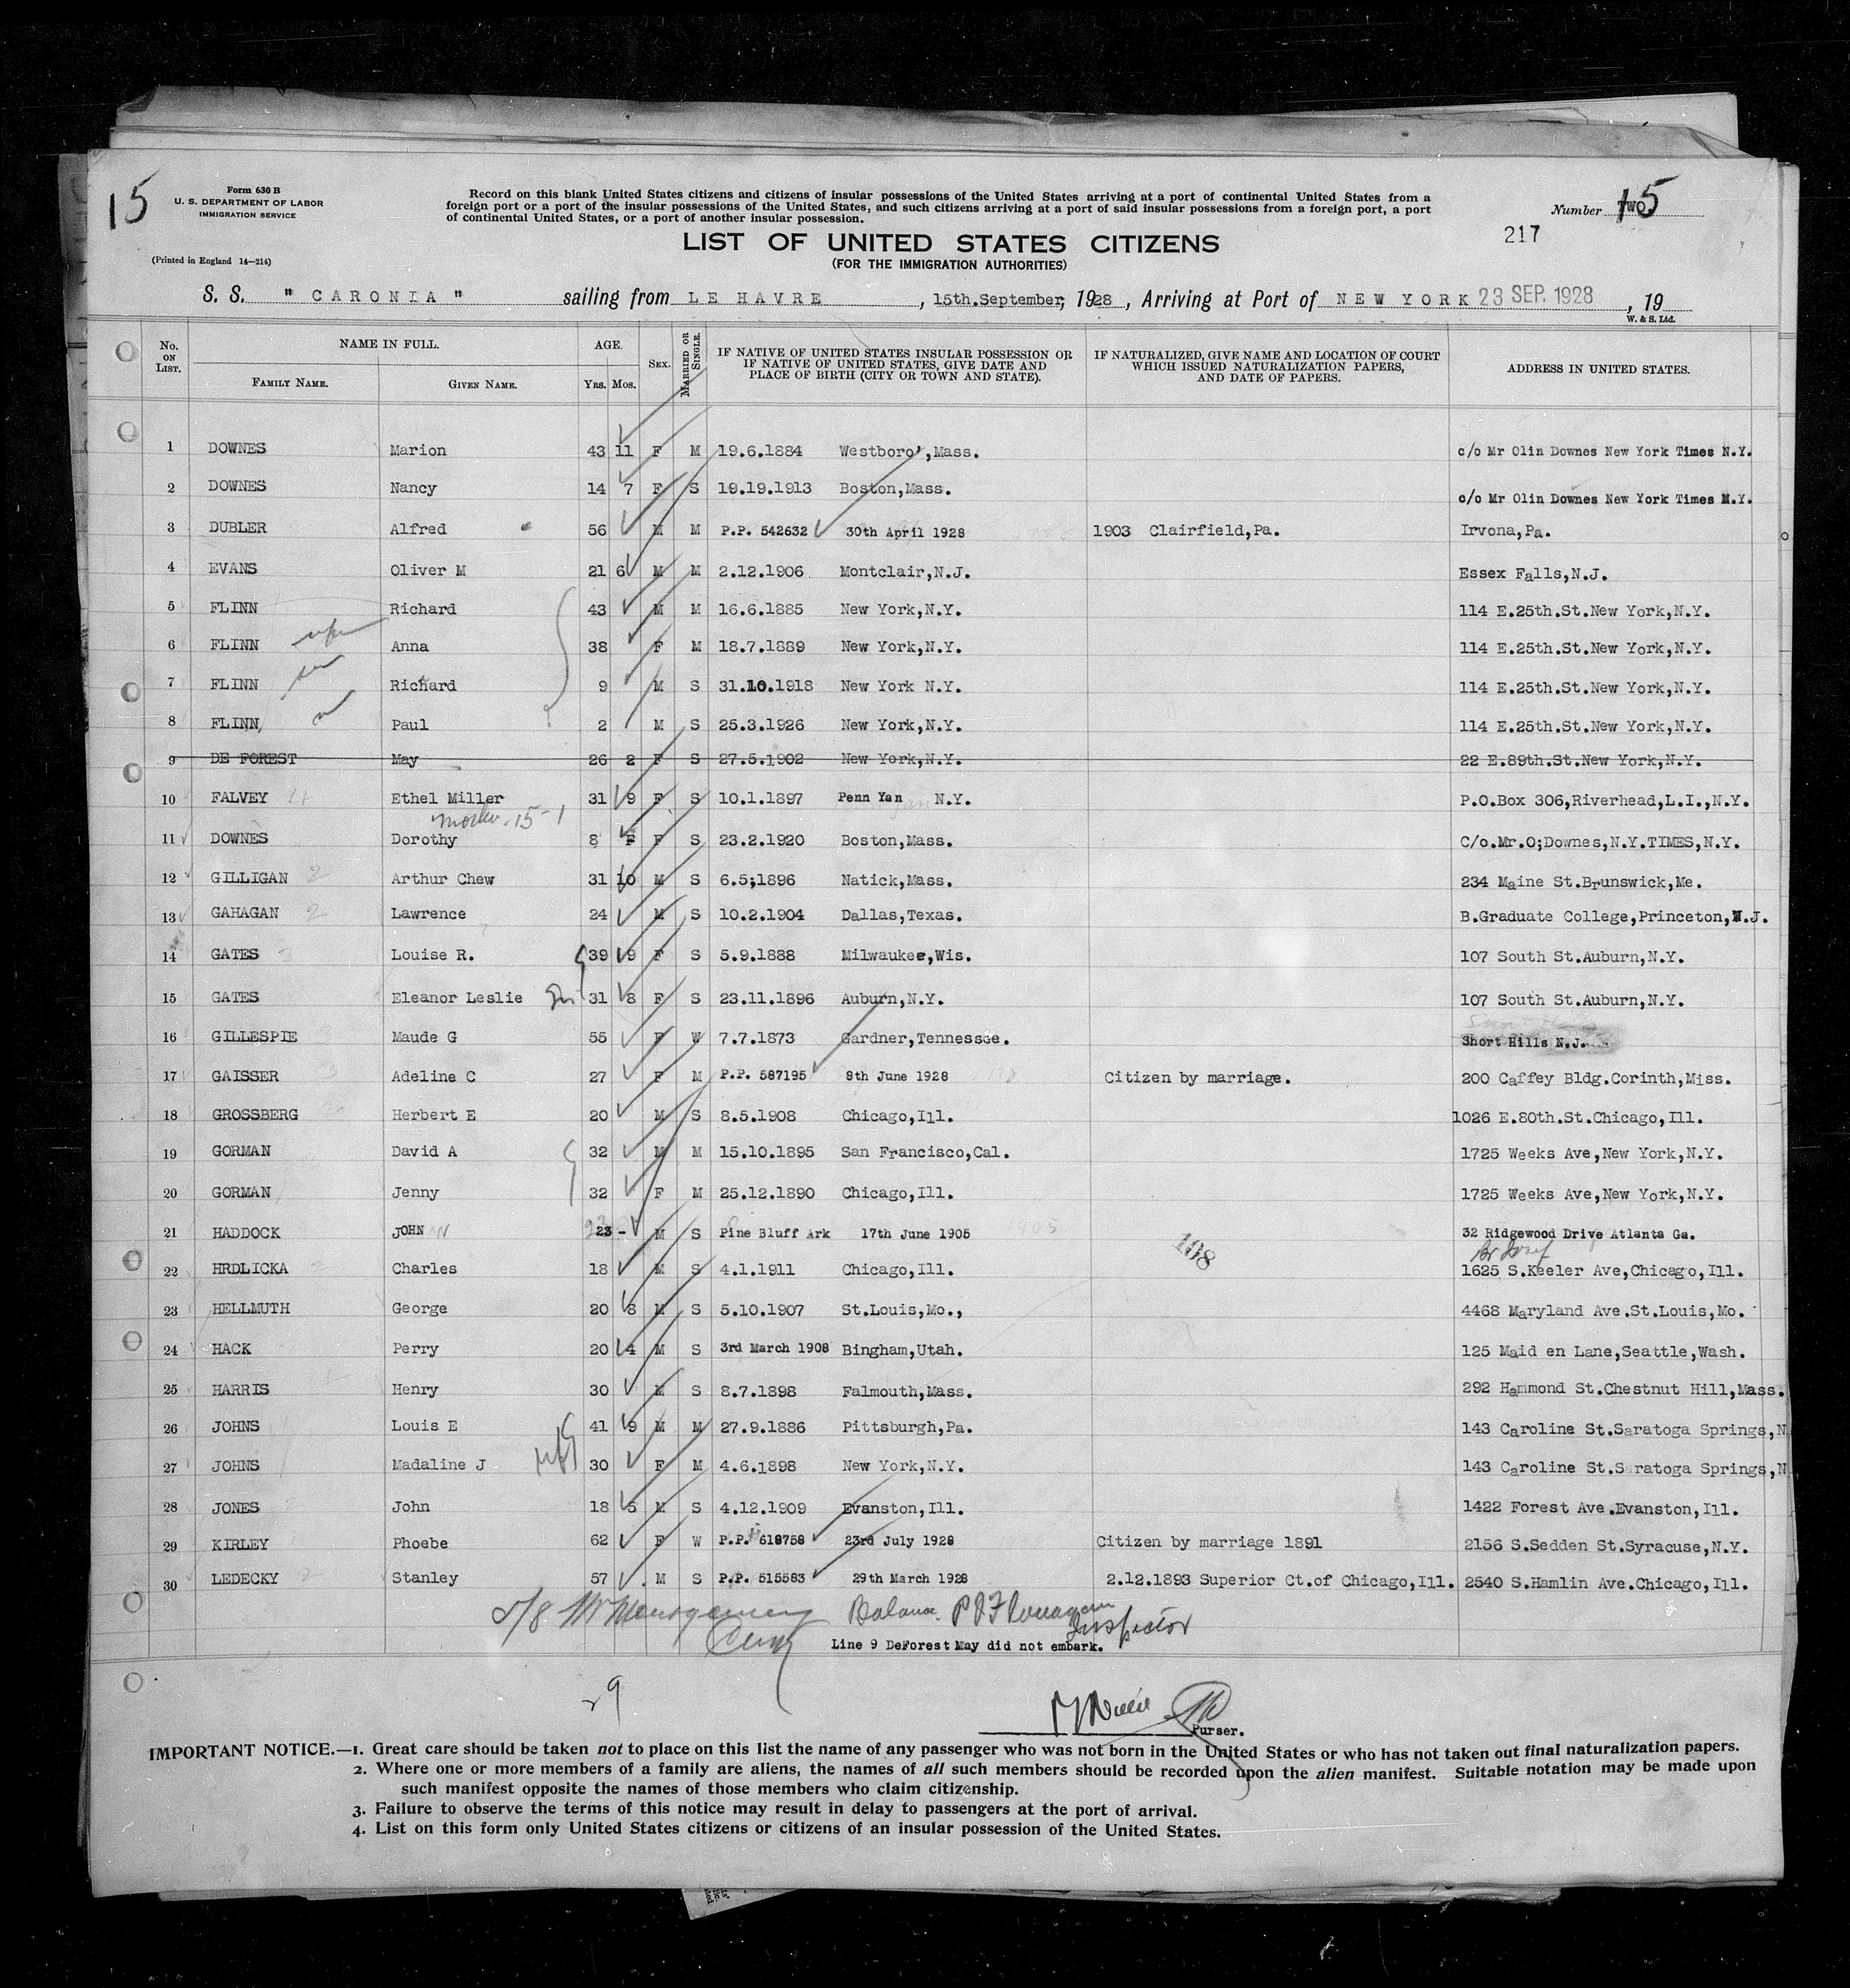 15
Form 630 B
U. S. DEPARTMENT OF LABOR
IMMIGRATION SERVICE
(Printed in England 14—214)
Record on this blank United States citizens and citizens of insular possessions of the United States arriving at a port of continental United States from a
foreign port or a port of the insular possessions of the United States, and such citizens arriving at a port of said insular possessions from a foreign port, a port
of continental United States, or a port of another insular possession.
Number two 15
217
LIST OF UNITED STATES CITIZENS
(FOR THE IMMIGRATION AUTHORITIES)
S. S. "CARONIA" sailing from LE HAVRE, 15th.September, 1928, Arriving at Port of NEW YORK 23 SEP. 1928, 19
W. & S. Ltd.
No. ON LIST. NAME IN FULL. FAMILY NAME. GIVEN NAME. AGE. YRS. MOS. SEX. MARRIED OR SINGLE. IF NATIVE OF UNITED STATES INSULAR POSSESSION OR IF NATIVE OF UNITED STATES, GIVE DATE AND PLACE OF BIRTH (CITY OR TOWN AND STATE). IF NATURALIZED, GIVE NAME AND LOCATION OF COURT WHICH ISSUED NATURALIZATION PAPERS, AND DATE OF PAPERS. ADDRESS IN UNITED STATES.
1 DOWNES Marion 43 11 F M 19.6.1884 Westboro',Mass. c/o Mr Olin Downes New York Times N.Y.
2 DOWNES Nancy 14 7 F S 19.19.1913 Boston,Mass. c/o Mr Olin Downes New York Times N.Y.
3 DUBLER Alfred 56 M M P.P. 542632 30th April 1928 1903 Clairfield,Pa. Irvona,Pa.
4 EVANS Oliver M 21 6 M M 2.12.1906 Montclair,N.J. Essex Falls,N.J.
5 FLINN Richard 43 M M 16.6.1885 New York,N.Y. 114 E.25th.St.New York,N.Y.
6 FLINN Anna 38 F M 18.7.1889 New York,N.Y. 114 E.25th.St.New York,N.Y.
7 FLINN Richard 9 M S 31.10.1918 New York N.Y. 114 E.25th.St.New York,N.Y.
8 FLINN Paul 2 M S 25.3.1926 New York,N.Y. 114 E.25th.St.New York,N.Y.
9 DE FOREST May 26 2 F S 27.5.1902 New York,N.Y. 22 E.89th.St.New York,N.Y.
10 FALVEY Ethel Miller 31 9 F S 10.1.1897 Penn Yan N.Y. P.O.Box 306,Riverhead,L.I.,N.Y.
mother 15-1
11 DOWNES Dorothy 8 F F S 23.2.1920 Boston,Mass. C/o.Mr.O;Downes,N.Y.TIMES,N.Y.
12 GILLIGAN Arthur Chew 31 10 M S 6.5;1896 Natick,Mass. 234 Maine St.Brunswick,Me.
13 GAHAGAN Lawrence 24 M S 10.2.1904 Dallas,Texas. B.Graduate College,Princeton,N.J.
14 GATES Louise R. 39 9 F S 5.9.1888 Milwaukee,Wis. 107 South St.Auburn,N.Y.
15 GATES Eleanor Leslie 31 8 F S 23.11.1896 Auburn,N.Y. 107 South St.Auburn,N.Y.
16 GILLESPIE Maude G 55 F W 7.7.1873 Gardner,Tennessee. Short Hills N.J.
17 GAISSER Adeline C 27 F M P.P. 587195 8th June 1928 Citizen by marriage. 200 Caffey Bldg.Corinth,Miss.
18 GROSSBERG Herbert E 20 M S 8.5.1908 Chicago,Ill. 1026 E.80th.St.Chicago,Ill.
19 GORMAN David A 32 M M 15.10.1895 San Francisco,Cal. 1725 Weeks Ave,New York,N.Y.
20 GORMAN Jenny 32 F M 25.12.1890 Chicago,Ill. 1725 Weeks Ave,New York,N.Y.
21 HADDOCK JOHN 23 - M S Pine Bluff Ark 17th June 1905 32 Ridgewood Drive Atlanta Ga.
198
22 HRDLICKA Charles 18 M S 4.1.1911 Chicago,Ill. 1625 S.Keeler Ave,Chicago,Ill.
23 HELLMUTH George 20 8 M S 5.10.1907 St.Louis,Mo., 4468 Maryland Ave.St.Louis,Mo.
24 HACK Perry 20 4 M S 3rd March 1908 Bingham,Utah. 125 Maid en Lane,Seattle,Wash.
25 HARRIS Henry 30 M S 8.7.1898 Falmouth,Mass. 292 Hammond St.Chestnut Hill,Mass.
26 JOHNS Louis E 41 9 M M 27.9.1886 Pittsburgh,Pa. 143 Caroline St.Saratoga Springs,N
27 JOHNS Madaline J 30 F M 4.6.1898 New York,N.Y. 143 Caroline St.Saratoga Springs,N
28 JONES John 18 5 M S 4.12.1909 Evanston,Ill. 1422 Forest Ave.Evanston,Ill.
29 KIRLEY Phoebe 62 F W P.P. 618758 23rd July 1928 Citizen by marriage 1891 2156 S.Sedden St.Syracuse,N.Y.
30 LEDECKY Stanley 57 M S P.P. 515583 29th March 1928 2.12.1893 Superior Ct.of Chicago,Ill. 2540 S.Hamlin Ave.Chicago,Ill.
Balance
Inspector
Line 9 DeForest May did not embark.
29
Purser.
IMPORTANT NOTICE.—1. Great care should be taken not to place on this list the name of any passenger who was not born in the United States or who has not taken out final naturalization papers.
2. Where one or more members of a family are aliens, the names of all such members should be recorded upon the alien manifest. Suitable notation may be made upon
such manifest opposite the names of those members who claim citizenship.
3. Failure to observe the terms of this notice may result in delay to passengers at the port of arrival.
4. List on this form only United States citizens or citizens of an insular possession of the United States.